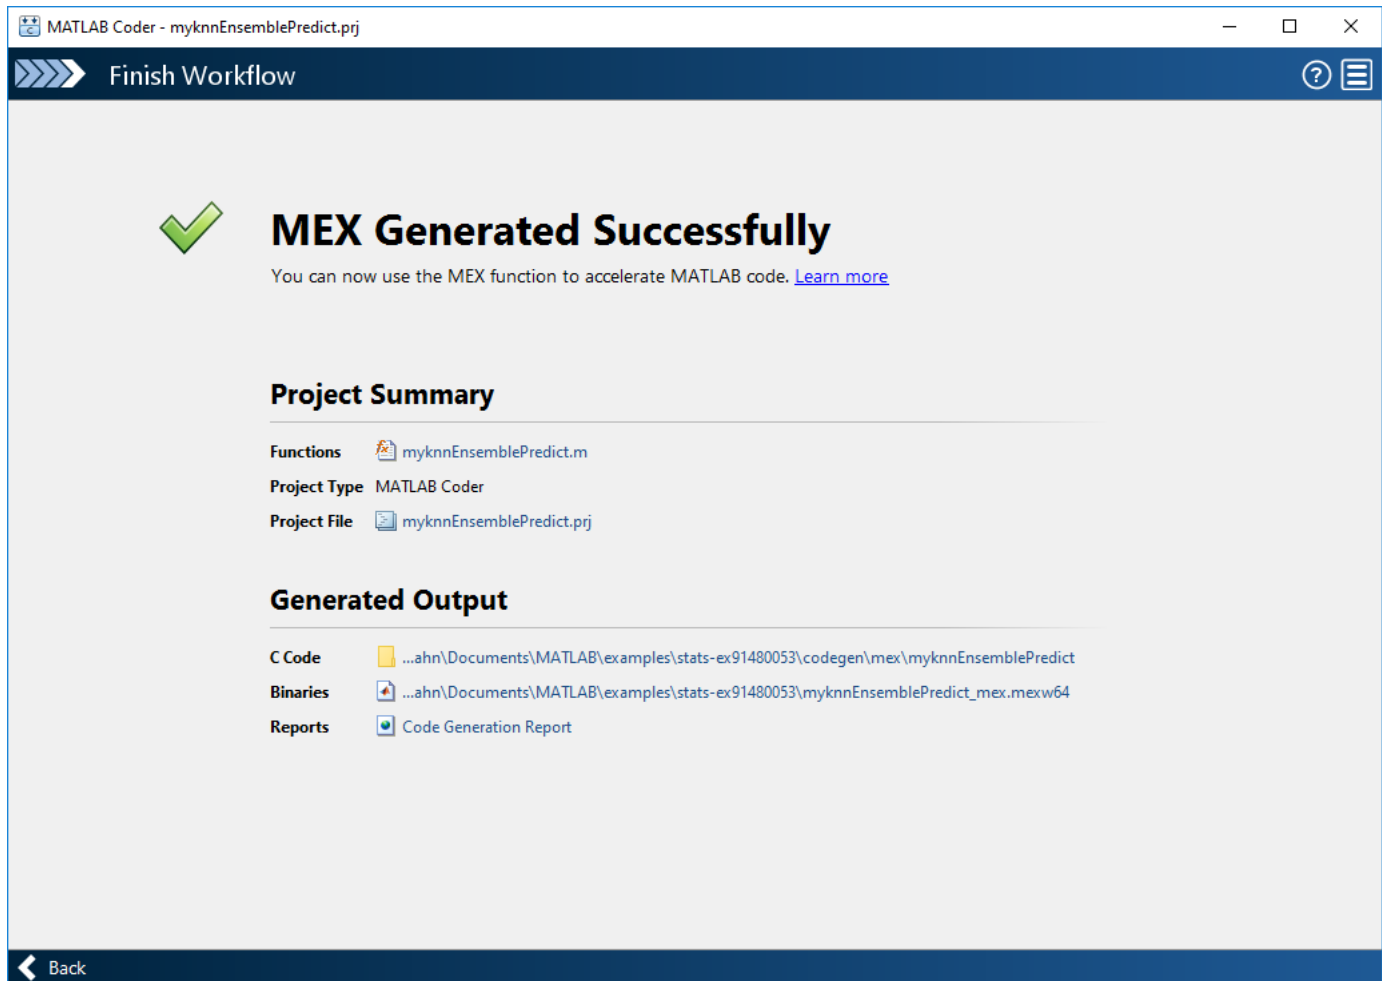 MATLAB Coder - myknnEnsemblePredict.prj
Finish Workflow
MEX Generated Successfully
You can now use the MEX function to accelerate MATLAB code. Learn more
Project Summary
Functions myknnEnsemblePredict.m
Project Type MATLAB Coder
Project File myknnEnsemblePredict.prj
Generated Output
C Code ...ahn\Documents\MATLAB\examples\stats-ex91480053\codegen\mex\myknnEnsemblePredict
Binaries ...ahn\Documents\MATLAB\examples\stats-ex91480053\myknnEnsemblePredict_mex.mexw64
Reports Code Generation Report
Back